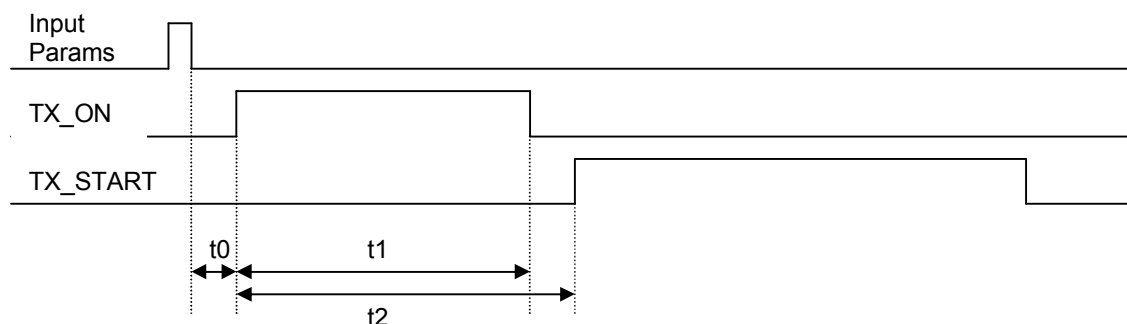 Input
Params
TX_ON
TX_START
t0
t1
t2